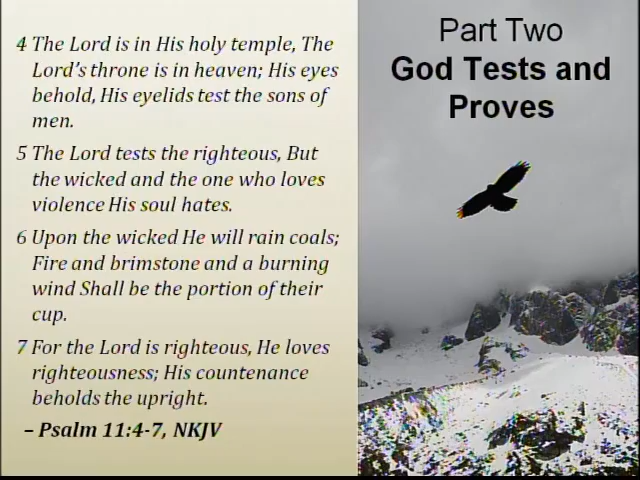 4 The Lord is in His holy temple, The
Lord's throne is in heaven; His eyes
behold, His eyelids test the sons of
men.
5 The Lord tests the righteous, But
the wicked and the one who loves
violence His soul hates.
6 Upon the wicked He will rain coals;
Fire and brimstone and a burning
wind Shall be the portion of their
cup.
7 For the Lord is righteous, He loves
righteousness; His countenance
beholds the upright.
– Psalm 11:4-7, NKJV
Part Two
God Tests and
Proves